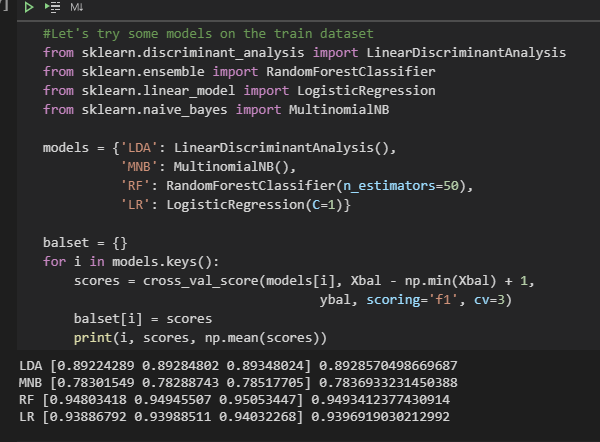 ]
M↓
#Let's try some models on the train dataset
from sklearn.discriminant_analysis import LinearDiscriminantAnalysis
from sklearn.ensemble import RandomForestClassifier
from sklearn.linear_model import LogisticRegression
from sklearn.naive_bayes import MultinomialNB

models = {'LDA': LinearDiscriminantAnalysis(),
          'MNB': MultinomialNB(),
          'RF': RandomForestClassifier(n_estimators=50),
          'LR': LogisticRegression(C=1)}

balset = {}
for i in models.keys():
    scores = cross_val_score(models[i], Xbal - np.min(Xbal) + 1,
                                    ybal, scoring='f1', cv=3)
    balset[i] = scores
    print(i, scores, np.mean(scores))
LDA [0.89224289 0.89284802 0.89348024] 0.8928570498669687
MNB [0.78301549 0.78288743 0.78517705] 0.7836933231450388
RF [0.94803418 0.94945507 0.95053447] 0.9493412377430914
LR [0.93886792 0.93988511 0.94032268] 0.9396919030212992